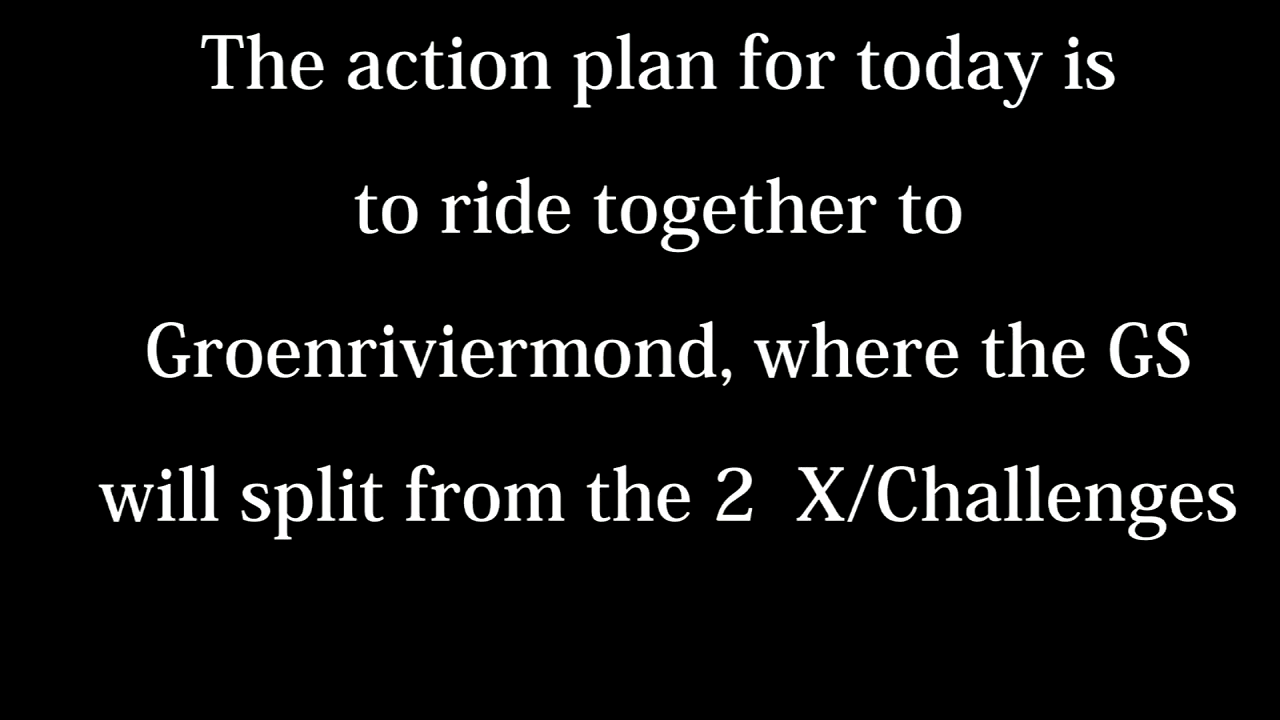 The action plan for today is
to ride together to
Groenriviermond, where the GS
will split from the 2  X/Challenges